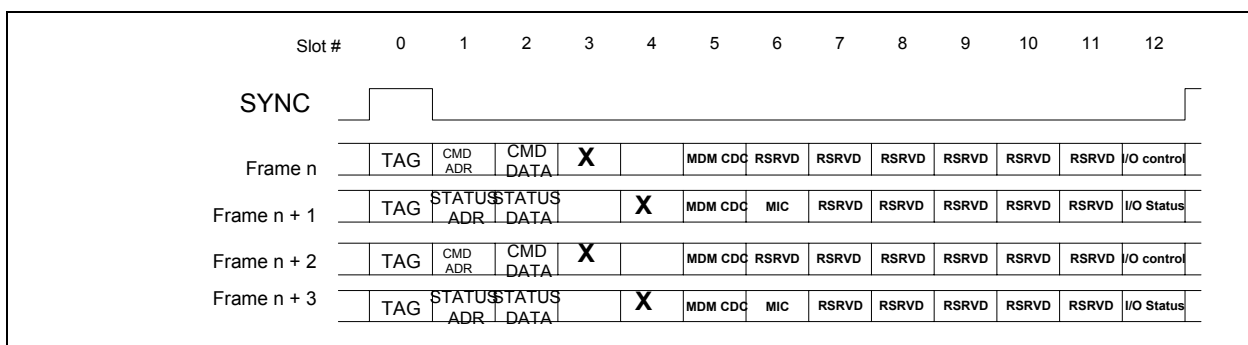 Slot # 0 1 2 3 4 5 6 7 8 9 10 11 12
SYNC
Frame n TAG CMD ADR CMD DATA X MDM CDC RSRVD RSRVD RSRVD RSRVD RSRVD RSRVD I/O control
Frame n + 1 TAG STATUS ADR STATUS DATA X MDM CDC MIC RSRVD RSRVD RSRVD RSRVD RSRVD I/O Status
Frame n + 2 TAG CMD ADR CMD DATA X MDM CDC RSRVD RSRVD RSRVD RSRVD RSRVD RSRVD I/O control
Frame n + 3 TAG STATUS ADR STATUS DATA X MDM CDC MIC RSRVD RSRVD RSRVD RSRVD RSRVD I/O Status